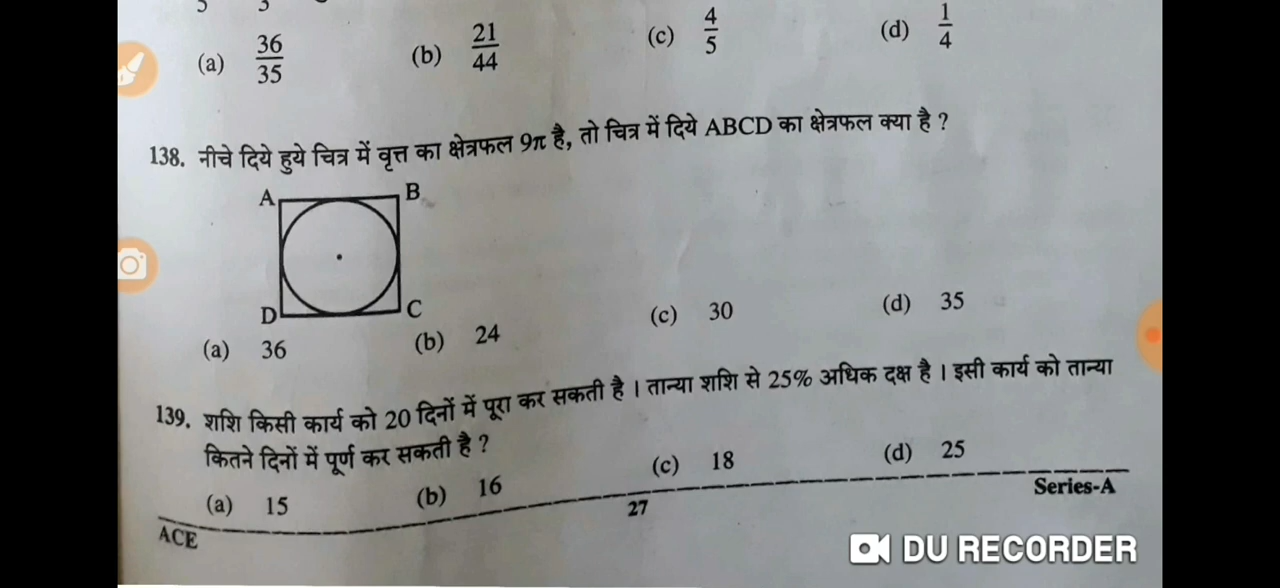 (a) 36/35 (b) 21/44 (c) 4/5 (d) 1/4
138. नीचे दिये हुये चित्र में वृत्त का क्षेत्रफल 9π है, तो चित्र में दिये ABCD का क्षेत्रफल क्या है ?
A B
D C
(a) 36 (b) 24 (c) 30 (d) 35
139. शशि किसी कार्य को 20 दिनों में पूरा कर सकती है । तान्या शशि से 25% अधिक दक्ष है । इसी कार्य को तान्या
कितने दिनों में पूर्ण कर सकती है ?
(a) 15 (b) 16 (c) 18 (d) 25
ACE 27 Series-A
DU RECORDER